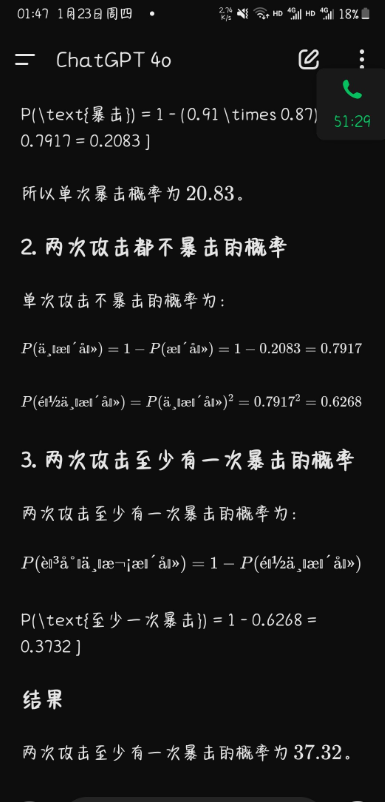 01:47 1月23日周四 • 2.74 K/s HD 4G HD 4G 18%
ChatGPT 4o
51:29
P(\text{暴击}) = 1 - (0.91 \times 0.87)
0.7917 = 0.2083 ]
所以单次暴击概率为 20.83。
2. 两次攻击都不暴击的概率
单次攻击不暴击的概率为：
= 1 − 0.2083 = 0.7917
= 0.7917² = 0.6268
3. 两次攻击至少有一次暴击的概率
两次攻击至少有一次暴击的概率为：
P(\text{至少一次暴击}) = 1 - 0.6268 =
0.3732 ]
结果
两次攻击至少有一次暴击的概率为 37.32。